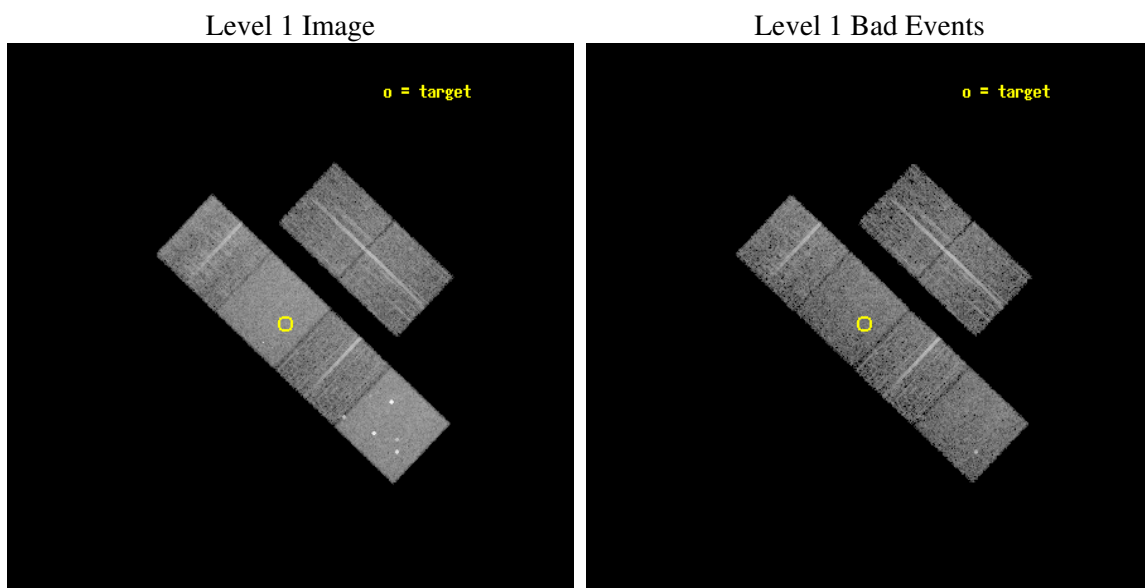 Level 1 Image
Level 1 Bad Events
o = target
o = target